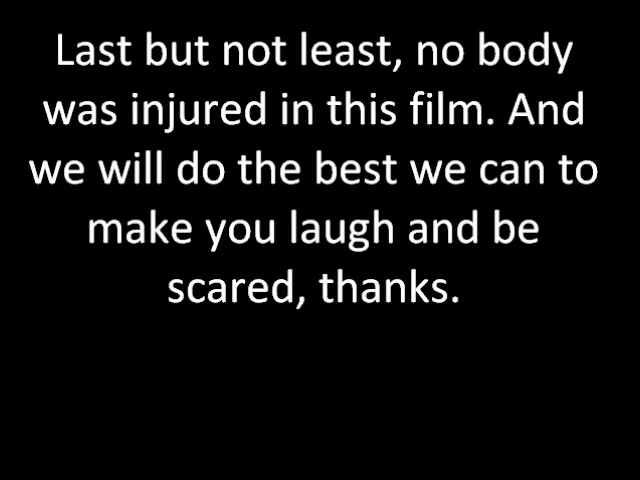 Last but not least, no body
was injured in this film. And
we will do the best we can to
make you laugh and be
scared, thanks.